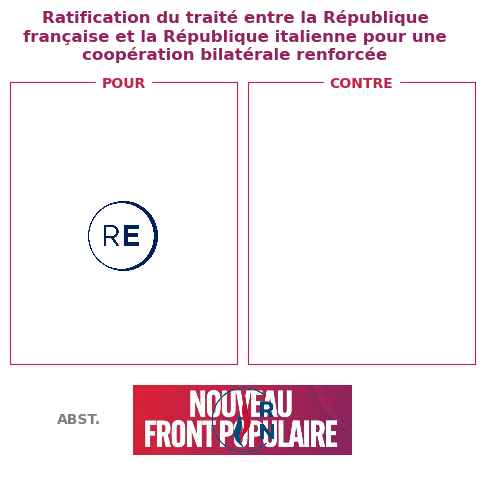 Ratification du traité entre la République
française et la République italienne pour une
coopération bilatérale renforcée
POUR
CONTRE
RE
ABST.
NOUVEAU
FRONT POPULAIRE
RN